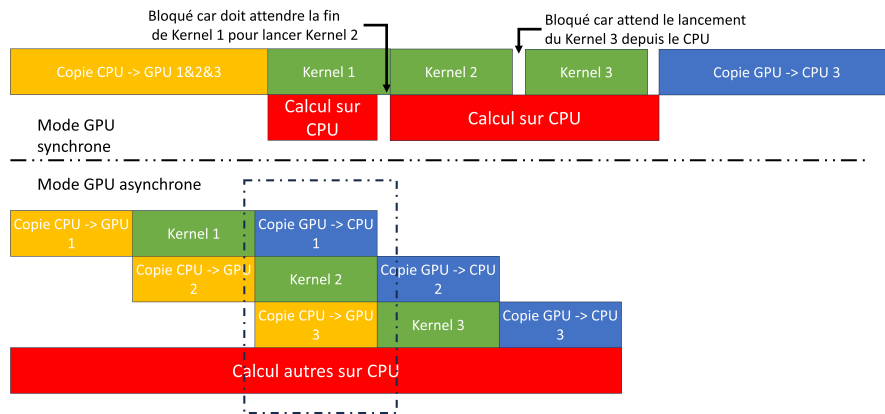 Bloqué car doit attendre la fin
de Kernel 1 pour lancer Kernel 2
Bloqué car attend le lancement
du Kernel 3 depuis le CPU
Copie CPU -> GPU 1&2&3
Kernel 1
Kernel 2
Kernel 3
Copie GPU -> CPU 3
Calcul sur
CPU
Calcul sur CPU
Mode GPU
synchrone
Mode GPU asynchrone
Copie CPU -> GPU
1
Kernel 1
Copie GPU -> CPU
1
Copie CPU -> GPU
2
Kernel 2
Copie GPU -> CPU
2
Copie CPU -> GPU
3
Kernel 3
Copie GPU -> CPU
3
Calcul autres sur CPU